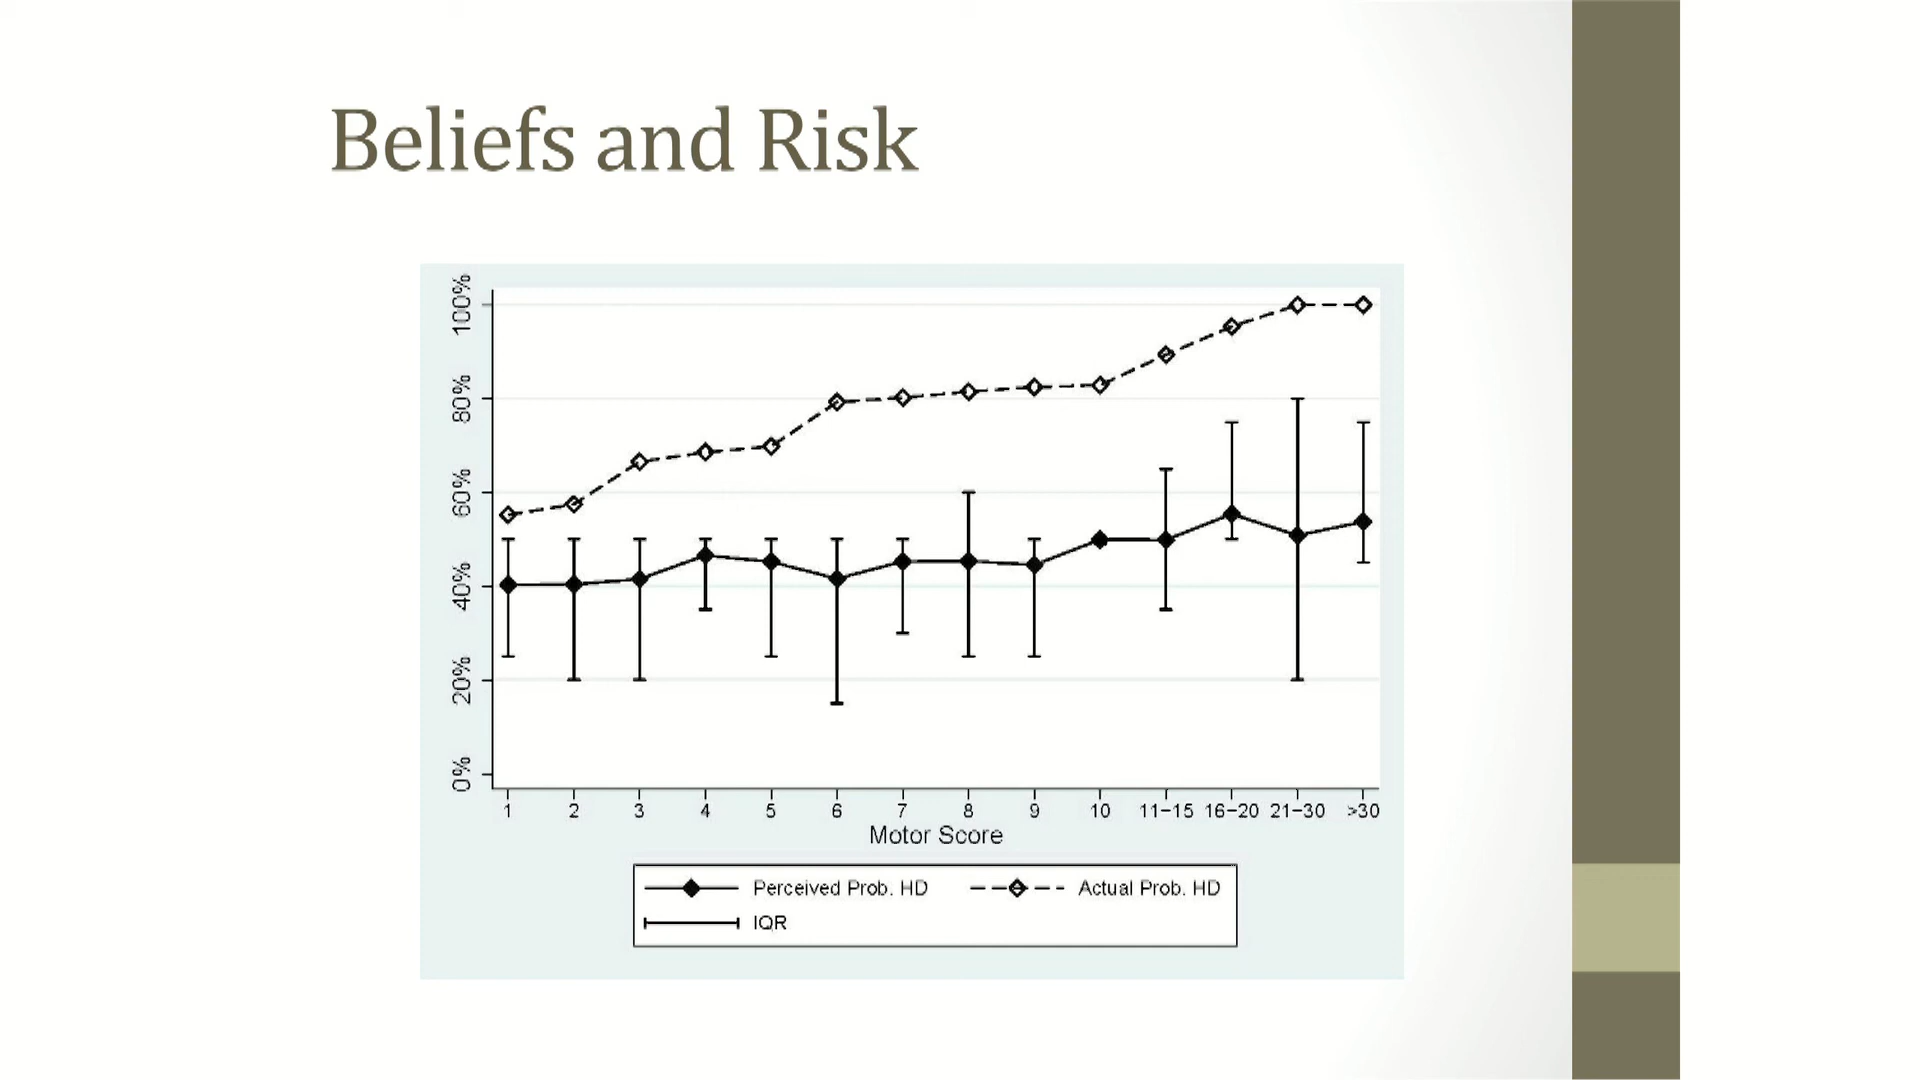 Beliefs and Risk
100%
80%
60%
40%
20%
0%
1 2 3 4 5 6 7 8 9 10 11–15 16–20 21–30 >30
Motor Score
Perceived Prob. HD Actual Prob. HD
IQR